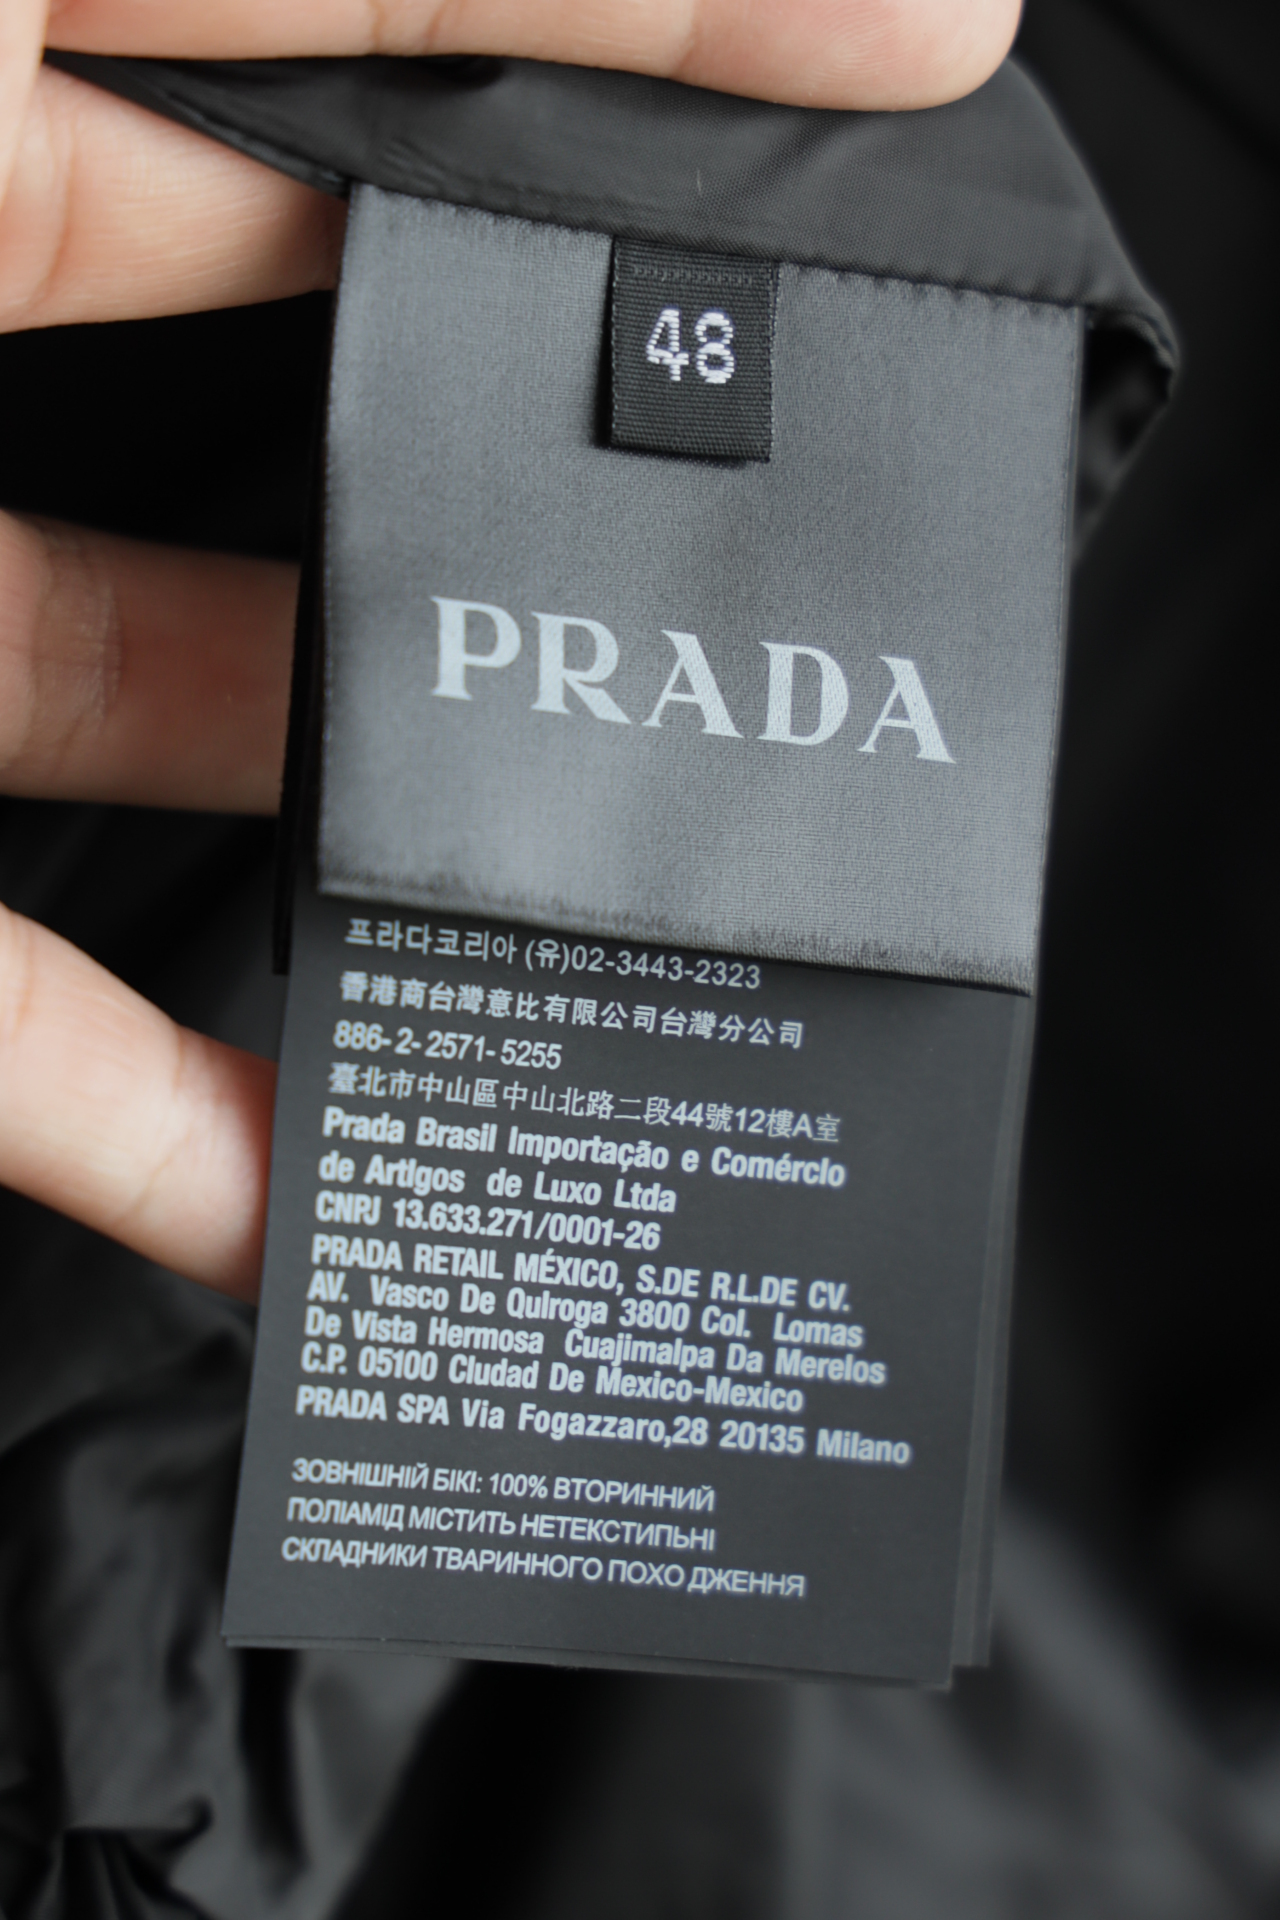 48
PRADA
프라다코리아 (유)02-3443-2323
香港商台灣意比有限公司台灣分公司
886-2-2571-5255
臺北市中山區中山北路二段44號12樓A室
Prada Brasil Importação e Comércio
de Artigos de Luxo Ltda
CNPJ 13.633.271/0001-26
PRADA RETAIL MÉXICO, S.DE R.L.DE CV.
AV. Vasco De Quiroga 3800 Col. Lomas
De Vista Hermosa Cuajimalpa Da Merelos
C.P. 05100 Ciudad De Mexico-Mexico
PRADA SPA Via Fogazzaro,28 20135 Milano
ЗОВНІШНІЙ БІКІ: 100% ВТОРИННИЙ
ПОЛІАМІД МІСТИТЬ НЕТЕКСТИПЬНІ
СКЛАДНИКИ ТВАРИННОГО ПОХО ДЖЕННЯ